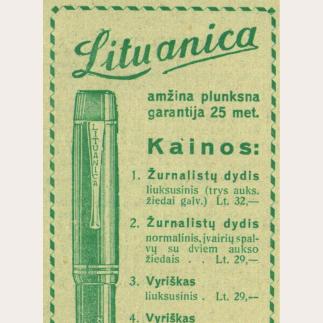 Lituanica
amžina plunksna
garantija 25 met.
Kainos:
1. Žurnalistų dydis
liuksusinis (trys auks.
žiedai galv.) Lt. 32,—
2. Žurnalistų dydis
normalinis, įvairių spal-
vų su dviem aukso
žiedais . . Lt. 29,—
3. Vyriškas
liuksusinis . Lt. 29,—
4. Vyriškas
LITUANICA